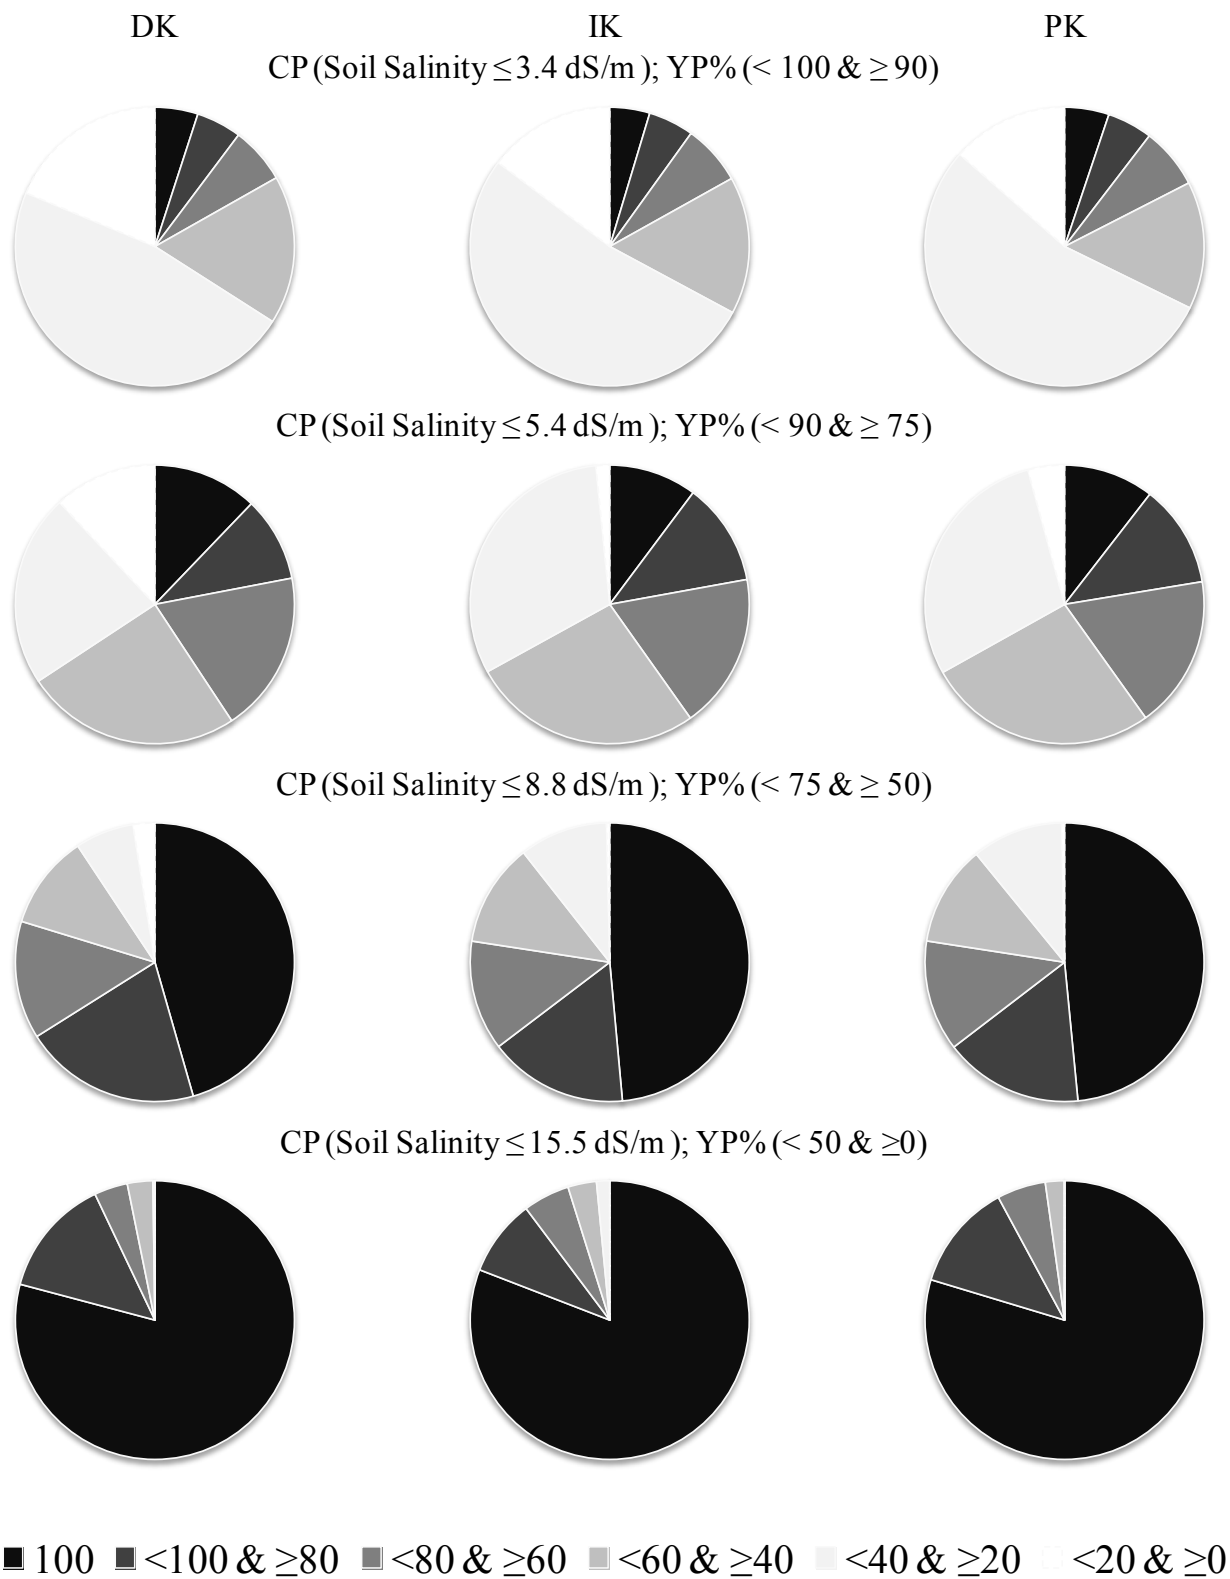 DK IK PK
CP (Soil Salinity ≤ 3.4 dS/m ); YP% (< 100 & ≥ 90)
CP (Soil Salinity ≤ 5.4 dS/m ); YP% (< 90 & ≥ 75)
CP (Soil Salinity ≤ 8.8 dS/m ); YP% (< 75 & ≥ 50)
CP (Soil Salinity ≤ 15.5 dS/m ); YP% (< 50 & ≥0)
100 <100 & ≥80 <80 & ≥60 <60 & ≥40 <40 & ≥20 <20 & ≥0